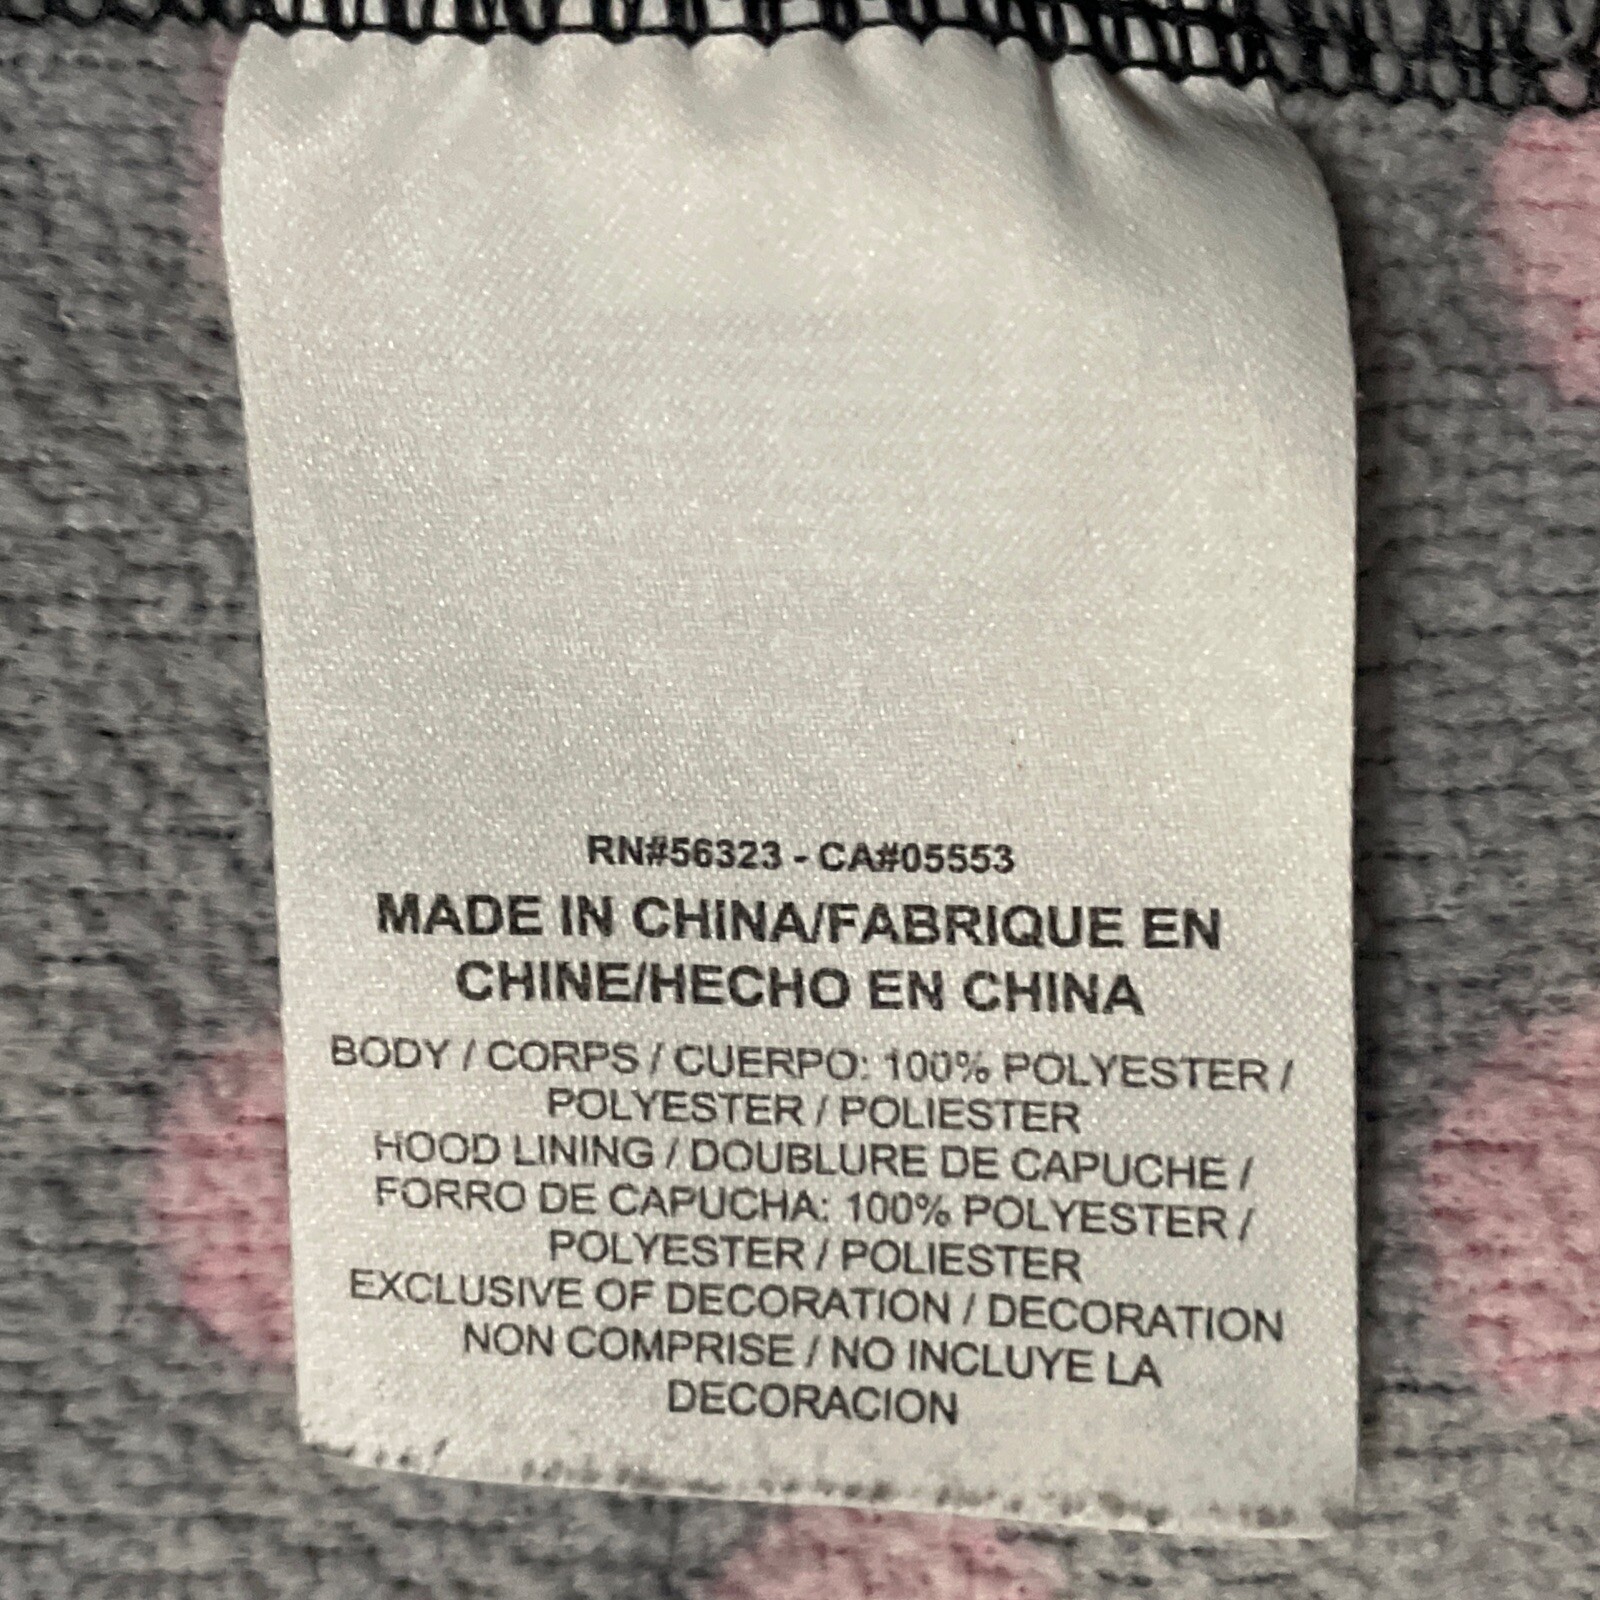 RN#56323 - CA#05553
MADE IN CHINA/FABRIQUE EN
CHINE/HECHO EN CHINA
BODY / CORPS / CUERPO: 100% POLYESTER /
POLYESTER / POLIESTER
HOOD LINING / DOUBLURE DE CAPUCHE /
FORRO DE CAPUCHA: 100% POLYESTER /
POLYESTER / POLIESTER
EXCLUSIVE OF DECORATION / DECORATION
NON COMPRISE / NO INCLUYE LA
DECORACION